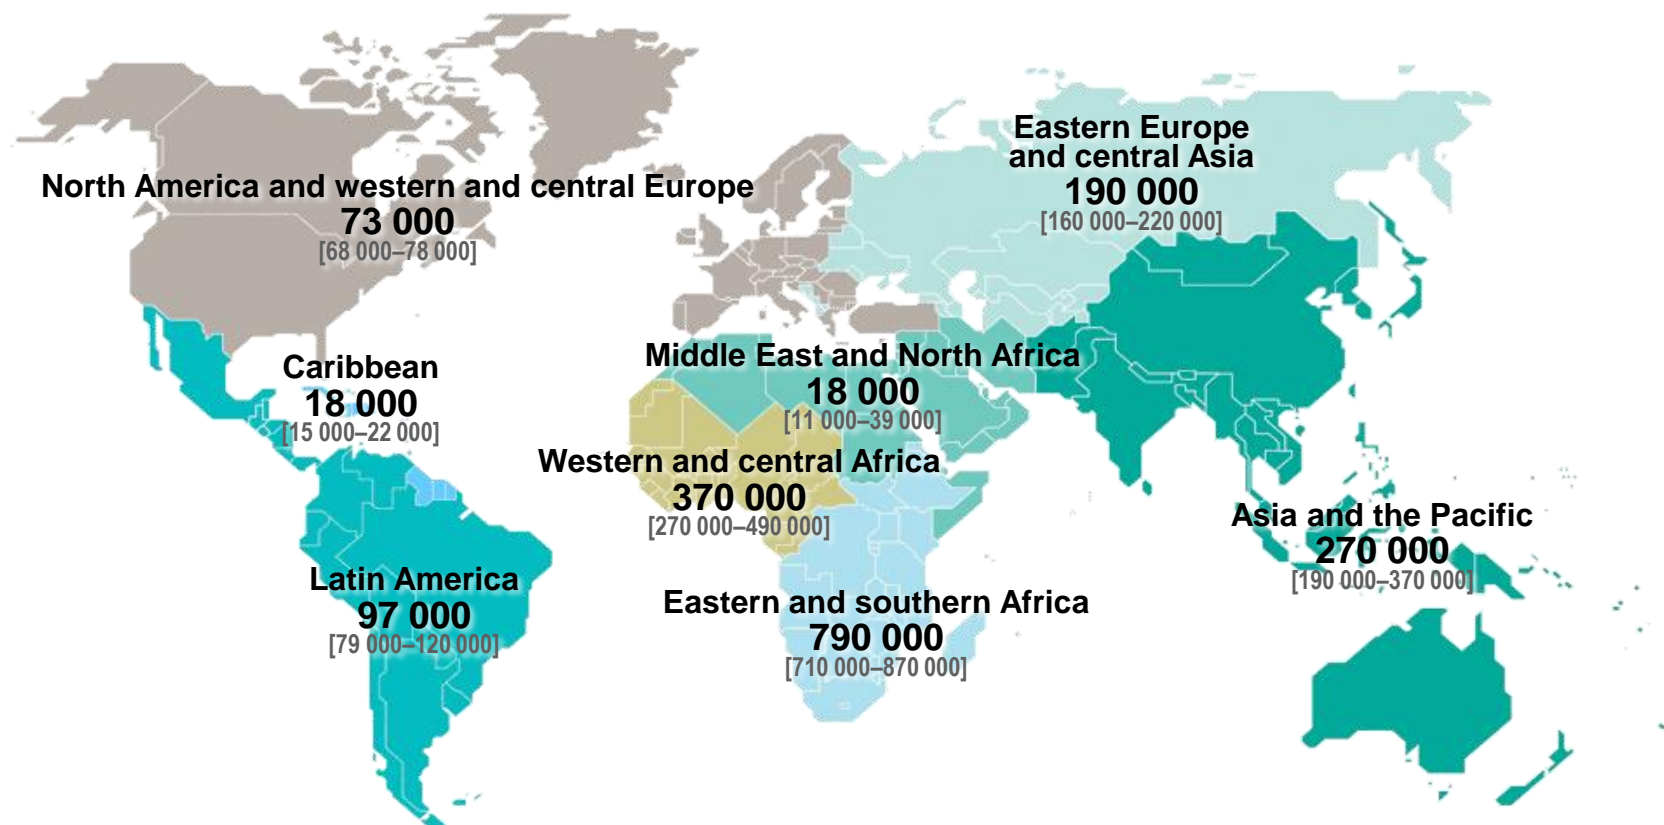 Eastern Europe
and central Asia
190 000
[160 000–220 000]
North America and western and central Europe
73 000
[68 000–78 000]
Middle East and North Africa
18 000
[11 000–39 000]
Caribbean
18 000
[15 000–22 000]
Western and central Africa
370 000
[270 000–490 000]
Asia and the Pacific
270 000
[190 000–370 000]
Latin America
97 000
[79 000–120 000]
Eastern and southern Africa
790 000
[710 000–870 000]